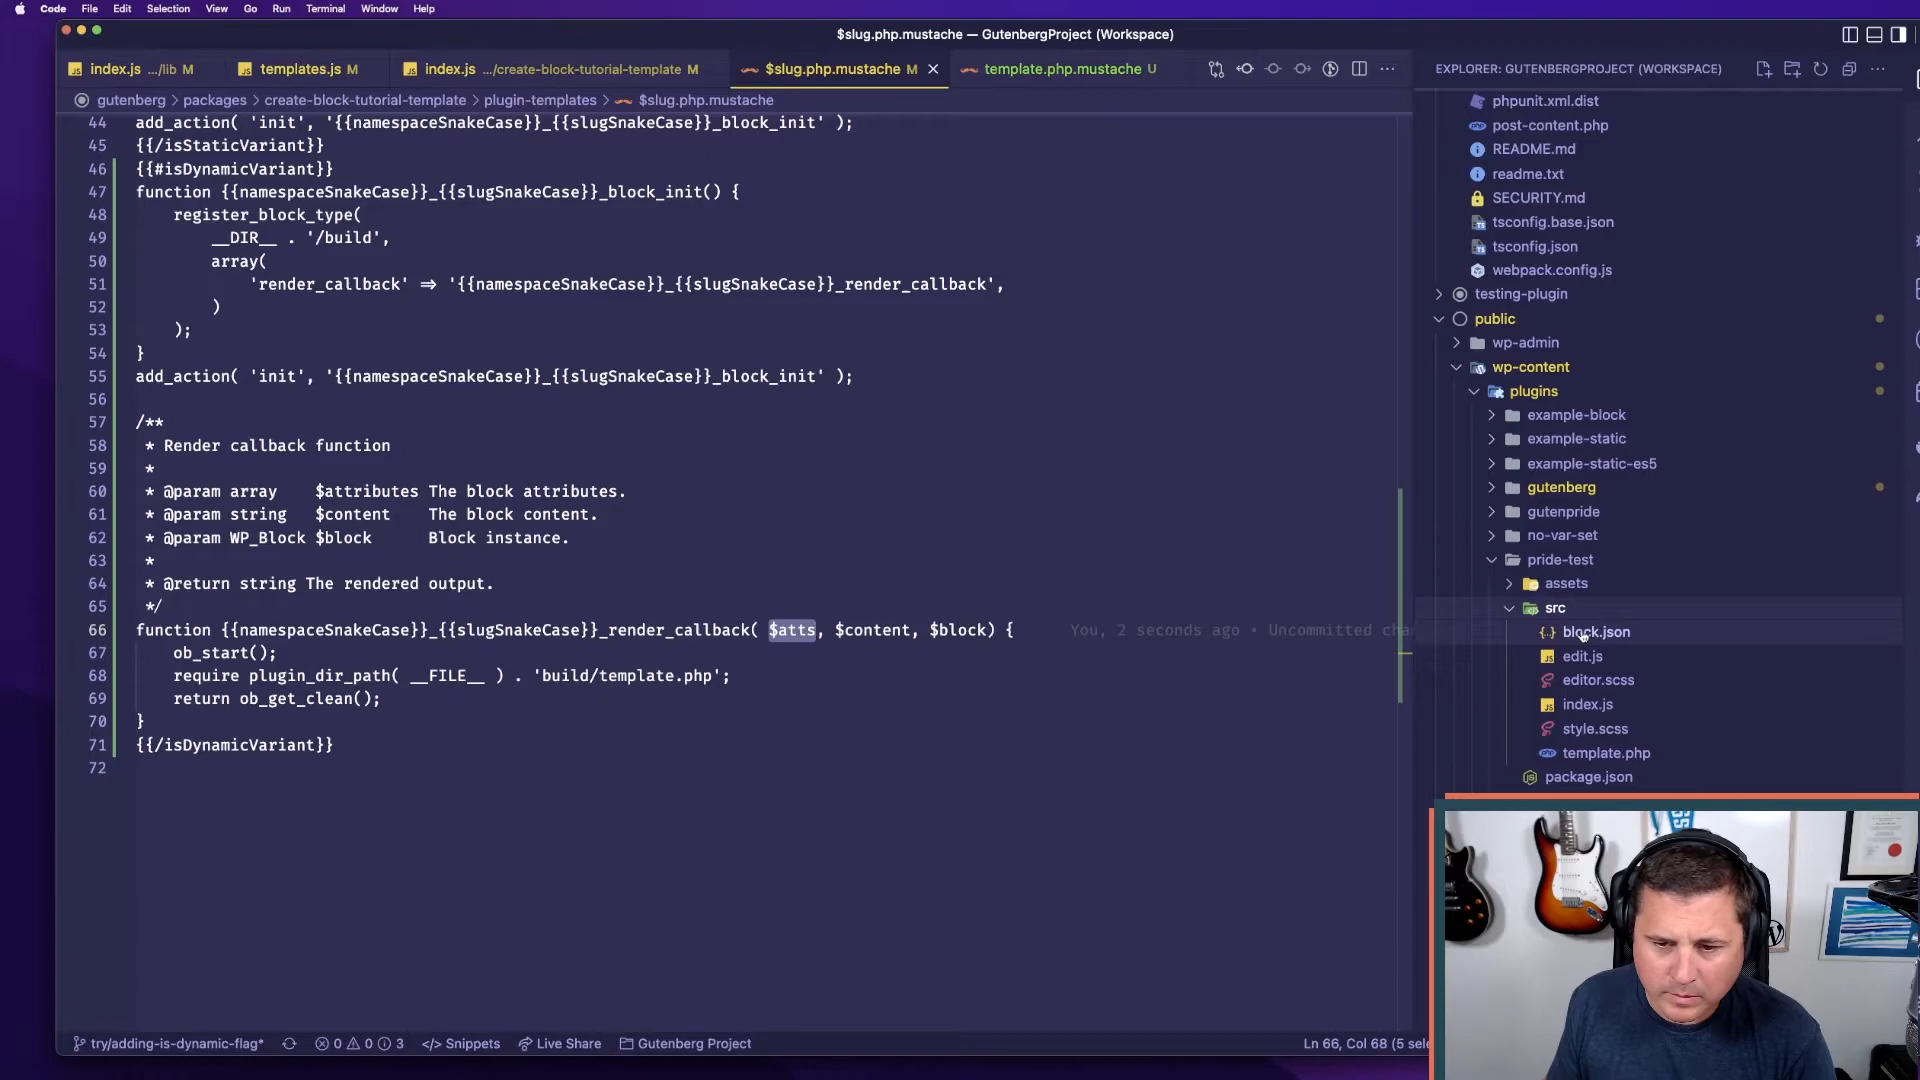 Code File Edit Selection View Go Run Terminal Window Help
$slug.php.mustache — GutenbergProject (Workspace)
index.js .../lib M
templates.js M
index.js .../create-block-tutorial-template M
$slug.php.mustache M
template.php.mustache U
gutenberg > packages > create-block-tutorial-template > plugin-templates > $slug.php.mustache
44 add_action( 'init', '{{namespaceSnakeCase}}_{{slugSnakeCase}}_block_init' );
45 {{/isStaticVariant}}
46 {{#isDynamicVariant}}
47 function {{namespaceSnakeCase}}_{{slugSnakeCase}}_block_init() {
48 register_block_type(
49 __DIR__ . '/build',
50 array(
51 'render_callback' => '{{namespaceSnakeCase}}_{{slugSnakeCase}}_render_callback',
52 )
53 );
54 }
55 add_action( 'init', '{{namespaceSnakeCase}}_{{slugSnakeCase}}_block_init' );
56
57 /**
58 * Render callback function
59 *
60 * @param array $attributes The block attributes.
61 * @param string $content The block content.
62 * @param WP_Block $block Block instance.
63 *
64 * @return string The rendered output.
65 */
66 function {{namespaceSnakeCase}}_{{slugSnakeCase}}_render_callback( $atts, $content, $block) { You, 2 seconds ago • Uncommitted cha
67 ob_start();
68 require plugin_dir_path( __FILE__ ) . 'build/template.php';
69 return ob_get_clean();
70 }
71 {{/isDynamicVariant}}
72
EXPLORER: GUTENBERGPROJECT (WORKSPACE)
phpunit.xml.dist
post-content.php
README.md
readme.txt
SECURITY.md
tsconfig.base.json
tsconfig.json
webpack.config.js
testing-plugin
public
wp-admin
wp-content
plugins
example-block
example-static
example-static-es5
gutenberg
gutenpride
no-var-set
pride-test
assets
src
block.json
edit.js
editor.scss
index.js
style.scss
template.php
package.json
try/adding-is-dynamic-flag* 0 0 3 </> Snippets Live Share Gutenberg Project Ln 66, Col 68 (5 sele